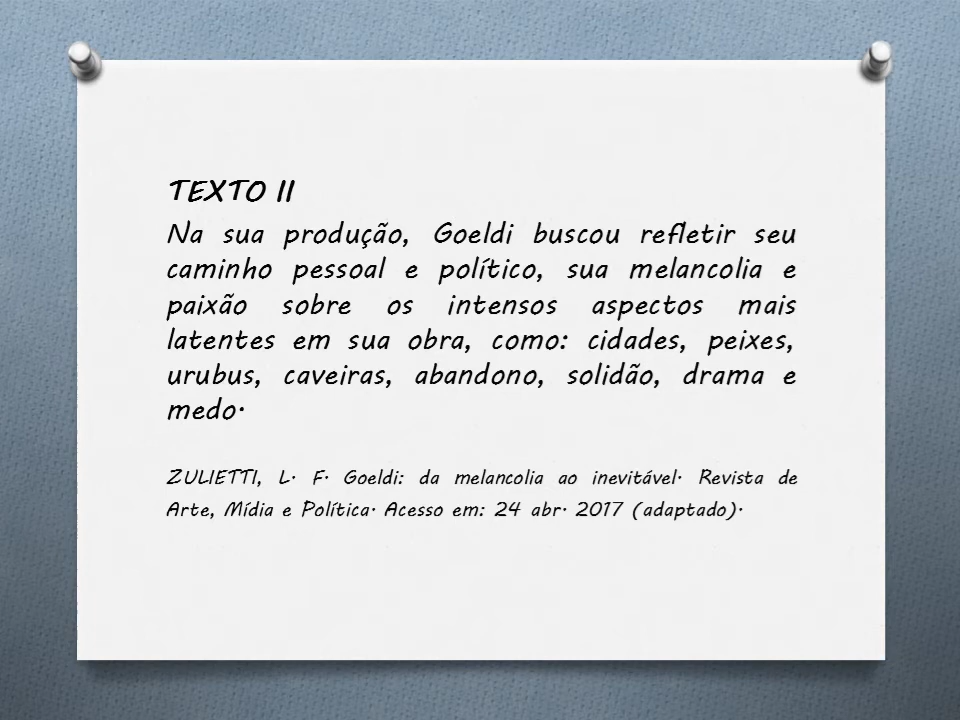 TEXTO II
Na sua produção, Goeldi buscou refletir seu
caminho pessoal e político, sua melancolia e
paixão sobre os intensos aspectos mais
latentes em sua obra, como: cidades, peixes,
urubus, caveiras, abandono, solidão, drama e
medo.
ZULIETTI, L. F. Goeldi: da melancolia ao inevitável. Revista de
Arte, Mídia e Política. Acesso em: 24 abr. 2017 (adaptado).